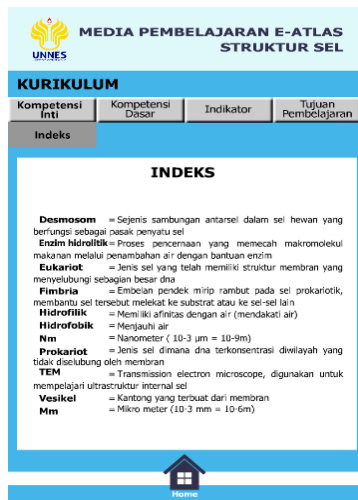 UNNES
MEDIA PEMBELAJARAN E-ATLAS
STRUKTUR SEL
KURIKULUM
Kompetensi Inti
Kompetensi Dasar
Indikator
Tujuan Pembelajaran
Indeks
INDEKS
Desmosom = Sejenis sambungan antarsel dalam sel hewan yang
berfungsi sebagai pasak penyatu sel
Enzim hidrolitik = Proses pencernaan yang memecah makromolekul
makanan melalui penambahan air dengan bantuan enzim
Eukariot = Jenis sel yang telah memiliki struktur membran yang
menyelubungi sebagian besar dna
Fimbria = Embelan pendek mirip rambut pada sel prokariotik,
membantu sel tersebut melekat ke substrat atau ke sel-sel lain
Hidrofilik = Memiliki afinitas dengan air (mendakati air)
Hidrofobik = Menjauhi air
Nm = Nanometer ( 10-3 µm = 10-9m)
Prokariot = Jenis sel dimana dna terkonsentrasi diwilayah yang
tidak diselubung oleh membran
TEM = Transmission electron microscope, digunakan untuk
mempelajari ultrastruktur internal sel
Vesikel = Kantong yang terbuat dari membran
Mm = Mikro meter (10-3 mm = 10-6m)
Home